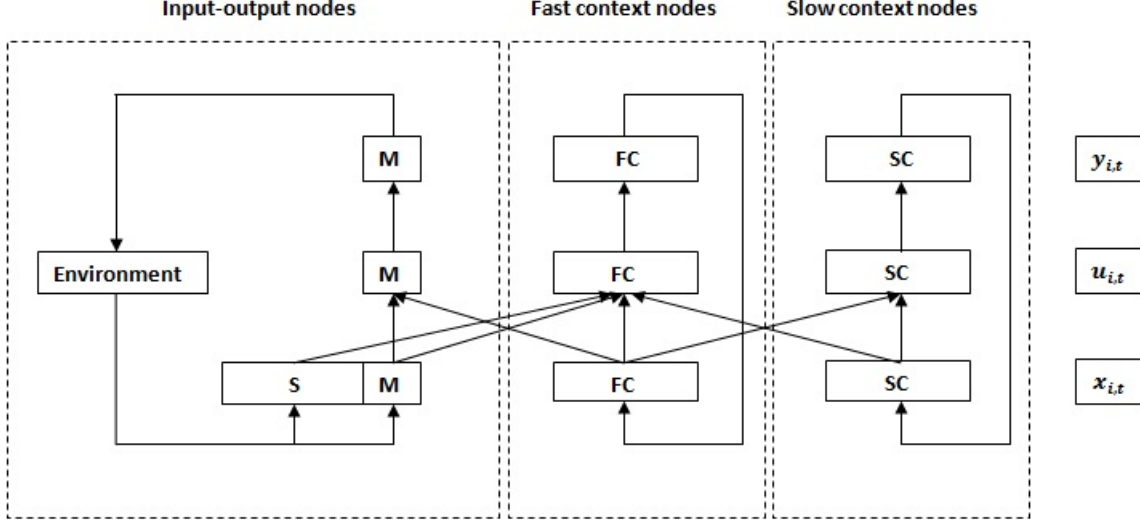 Input-output nodes Fast context nodes Slow context nodes
M FC SC y_{i,t}
Environment M FC SC u_{i,t}
S M FC SC x_{i,t}